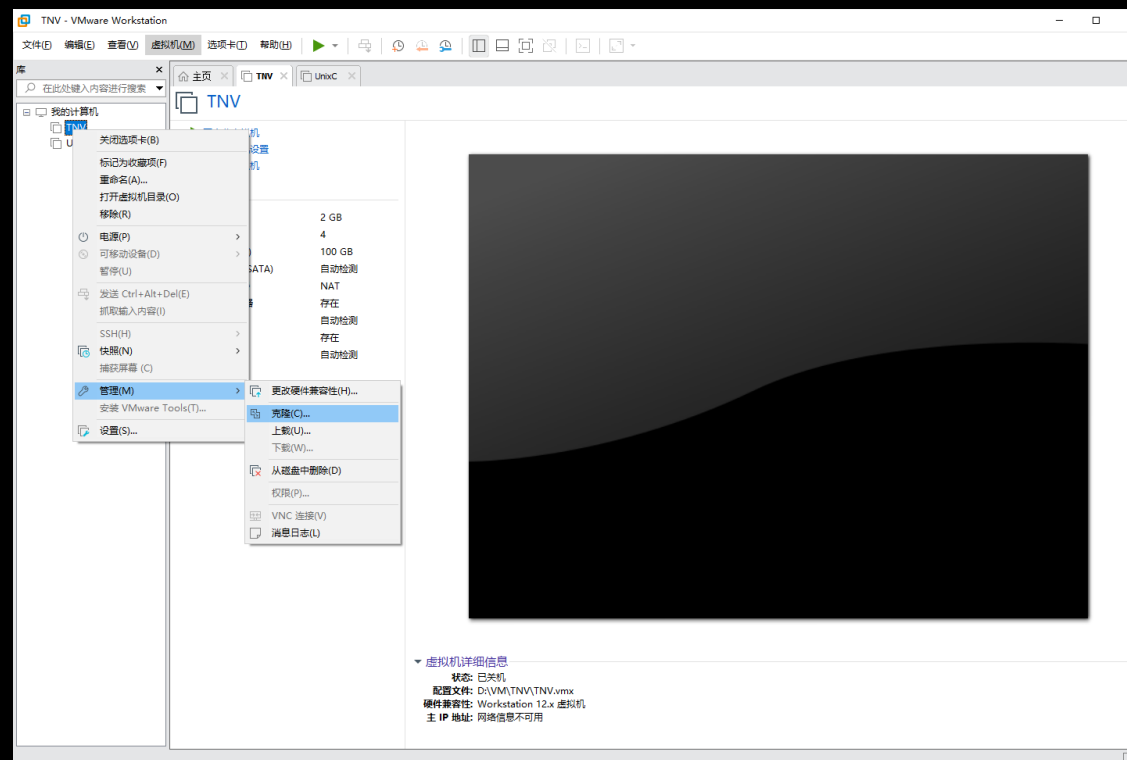 TNV - VMware Workstation
文件(F) 编辑(E) 查看(V) 虚拟机(M) 选项卡(T) 帮助(H)
库
在此处键入内容进行搜索
主页 TNV UnixC
我的计算机
TNV
U
TNV
机
设置
机
2 GB
4
100 GB
SATA) 自动检测
NAT
存在
自动检测
存在
自动检测
关闭选项卡(B)
标记为收藏项(F)
重命名(A)...
打开虚拟机目录(O)
移除(R)
电源(P)
可移动设备(D)
暂停(U)
发送 Ctrl+Alt+Del(E)
抓取输入内容(I)
SSH(H)
快照(N)
捕获屏幕 (C)
管理(M)
安装 VMware Tools(T)...
设置(S)...
更改硬件兼容性(H)...
克隆(C)...
上载(U)...
下载(W)...
从磁盘中删除(D)
权限(P)...
VNC 连接(V)
消息日志(L)
虚拟机详细信息
状态: 已关机
配置文件: D:\VM\TNV\TNV.vmx
硬件兼容性: Workstation 12.x 虚拟机
主 IP 地址: 网络信息不可用